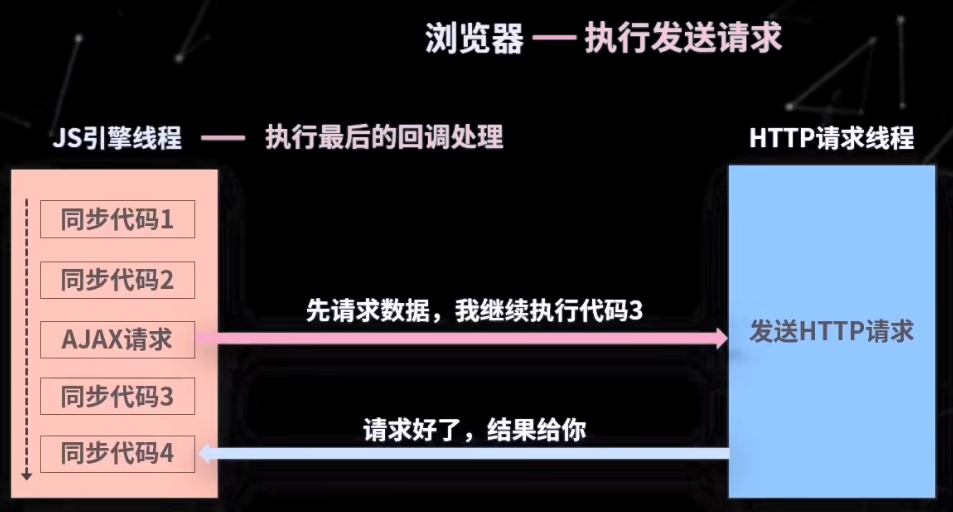 浏览器 — 执行发送请求
JS引擎线程 — 执行最后的回调处理
HTTP请求线程
同步代码1
同步代码2
先请求数据，我继续执行代码3
AJAX请求
发送HTTP请求
同步代码3
请求好了，结果给你
同步代码4